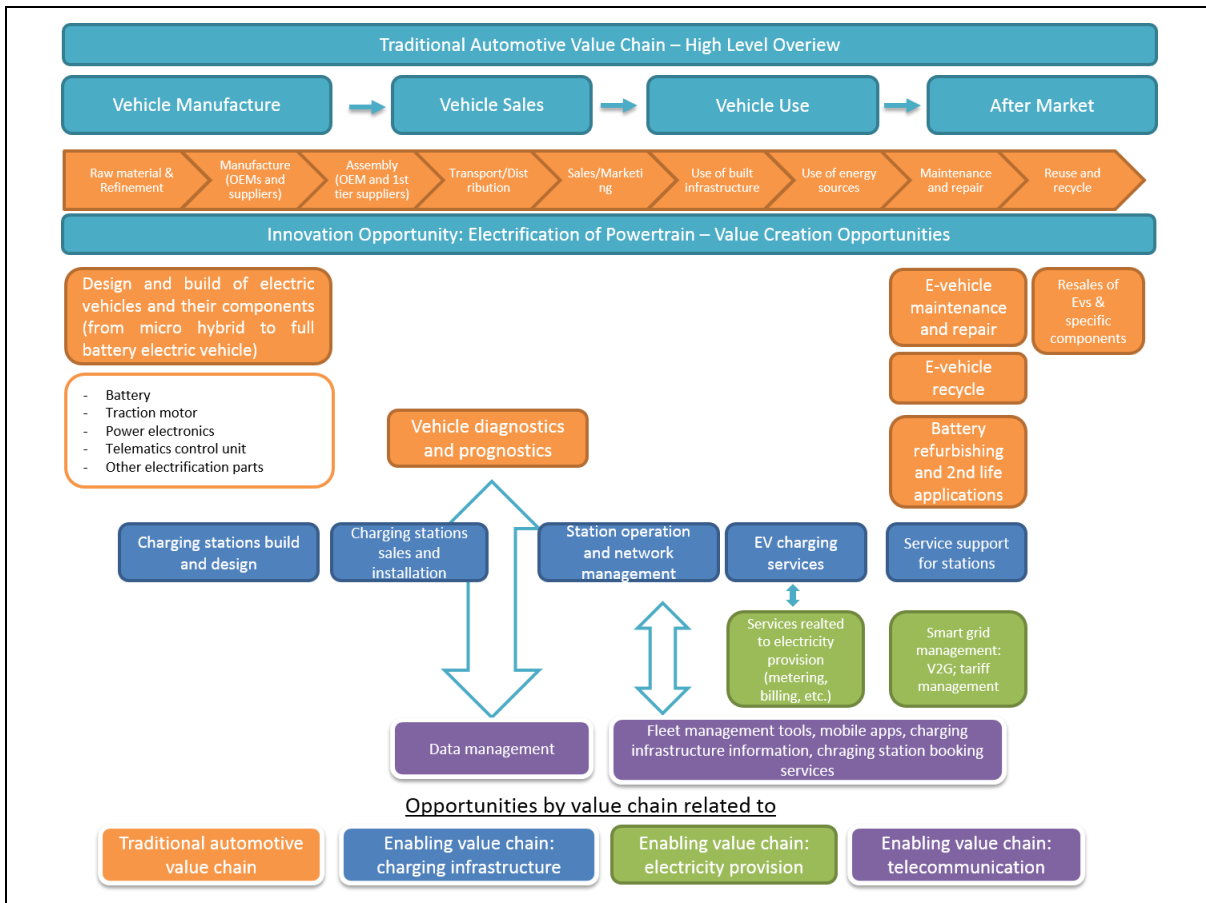 Traditional Automotive Value Chain – High Level Overiew
Vehicle Manufacture
Vehicle Sales
Vehicle Use
After Market
Raw material &
Refinement
Manufacture
(OEMs and
suppliers)
Assembly
(OEM and 1st
tier suppliers)
Transport/Dist
ribution
Sales/Marketi
ng
Use of built
infrastructure
Use of energy
sources
Maintenance
and repair
Reuse and
recycle
Innovation Opportunity: Electrification of Powertrain – Value Creation Opportunities
Design and build of electric
vehicles and their components
(from micro hybrid to full
battery electric vehicle)
- Battery
- Traction motor
- Power electronics
- Telematics control unit
- Other electrification parts
E-vehicle
maintenance
and repair
Resales of
Evs &
specific
components
E-vehicle
recycle
Vehicle diagnostics
and prognostics
Battery
refurbishing
and 2nd life
applications
Charging stations build
and design
Charging stations
sales and
installation
Station operation
and network
management
EV charging
services
Service support
for stations
Services realted
to electricity
provision
(metering,
billing, etc.)
Smart grid
management:
V2G; tariff
management
Data management
Fleet management tools, mobile apps, charging
infrastructure information, chraging station booking
services
Opportunities by value chain related to
Traditional automotive
value chain
Enabling value chain:
charging infrastructure
Enabling value chain:
electricity provision
Enabling value chain:
telecommunication